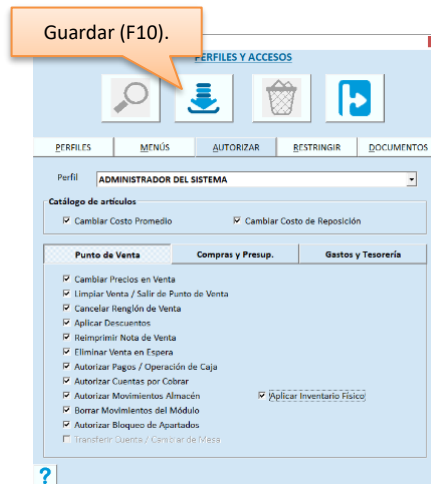 Guardar (F10).
PERFILES Y ACCESOS
PERFILES MENÚS AUTORIZAR RESTRINGIR DOCUMENTOS
Perfil ADMINISTRADOR DEL SISTEMA
Catálogo de artículos
Cambiar Costo Promedio Cambiar Costo de Reposición
Punto de Venta Compras y Presup. Gastos y Tesorería
Cambiar Precios en Venta
Limpiar Venta / Salir de Punto de Venta
Cancelar Renglón de Venta
Aplicar Descuentos
Reimprimir Nota de Venta
Eliminar Venta en Espera
Autorizar Pagos / Operación de Caja
Autorizar Cuentas por Cobrar
Autorizar Movimientos Almacén Aplicar Inventario Físico
Borrar Movimientos del Módulo
Autorizar Bloqueo de Apartados
Transferir Cuenta / Cambiar de Mesa
?